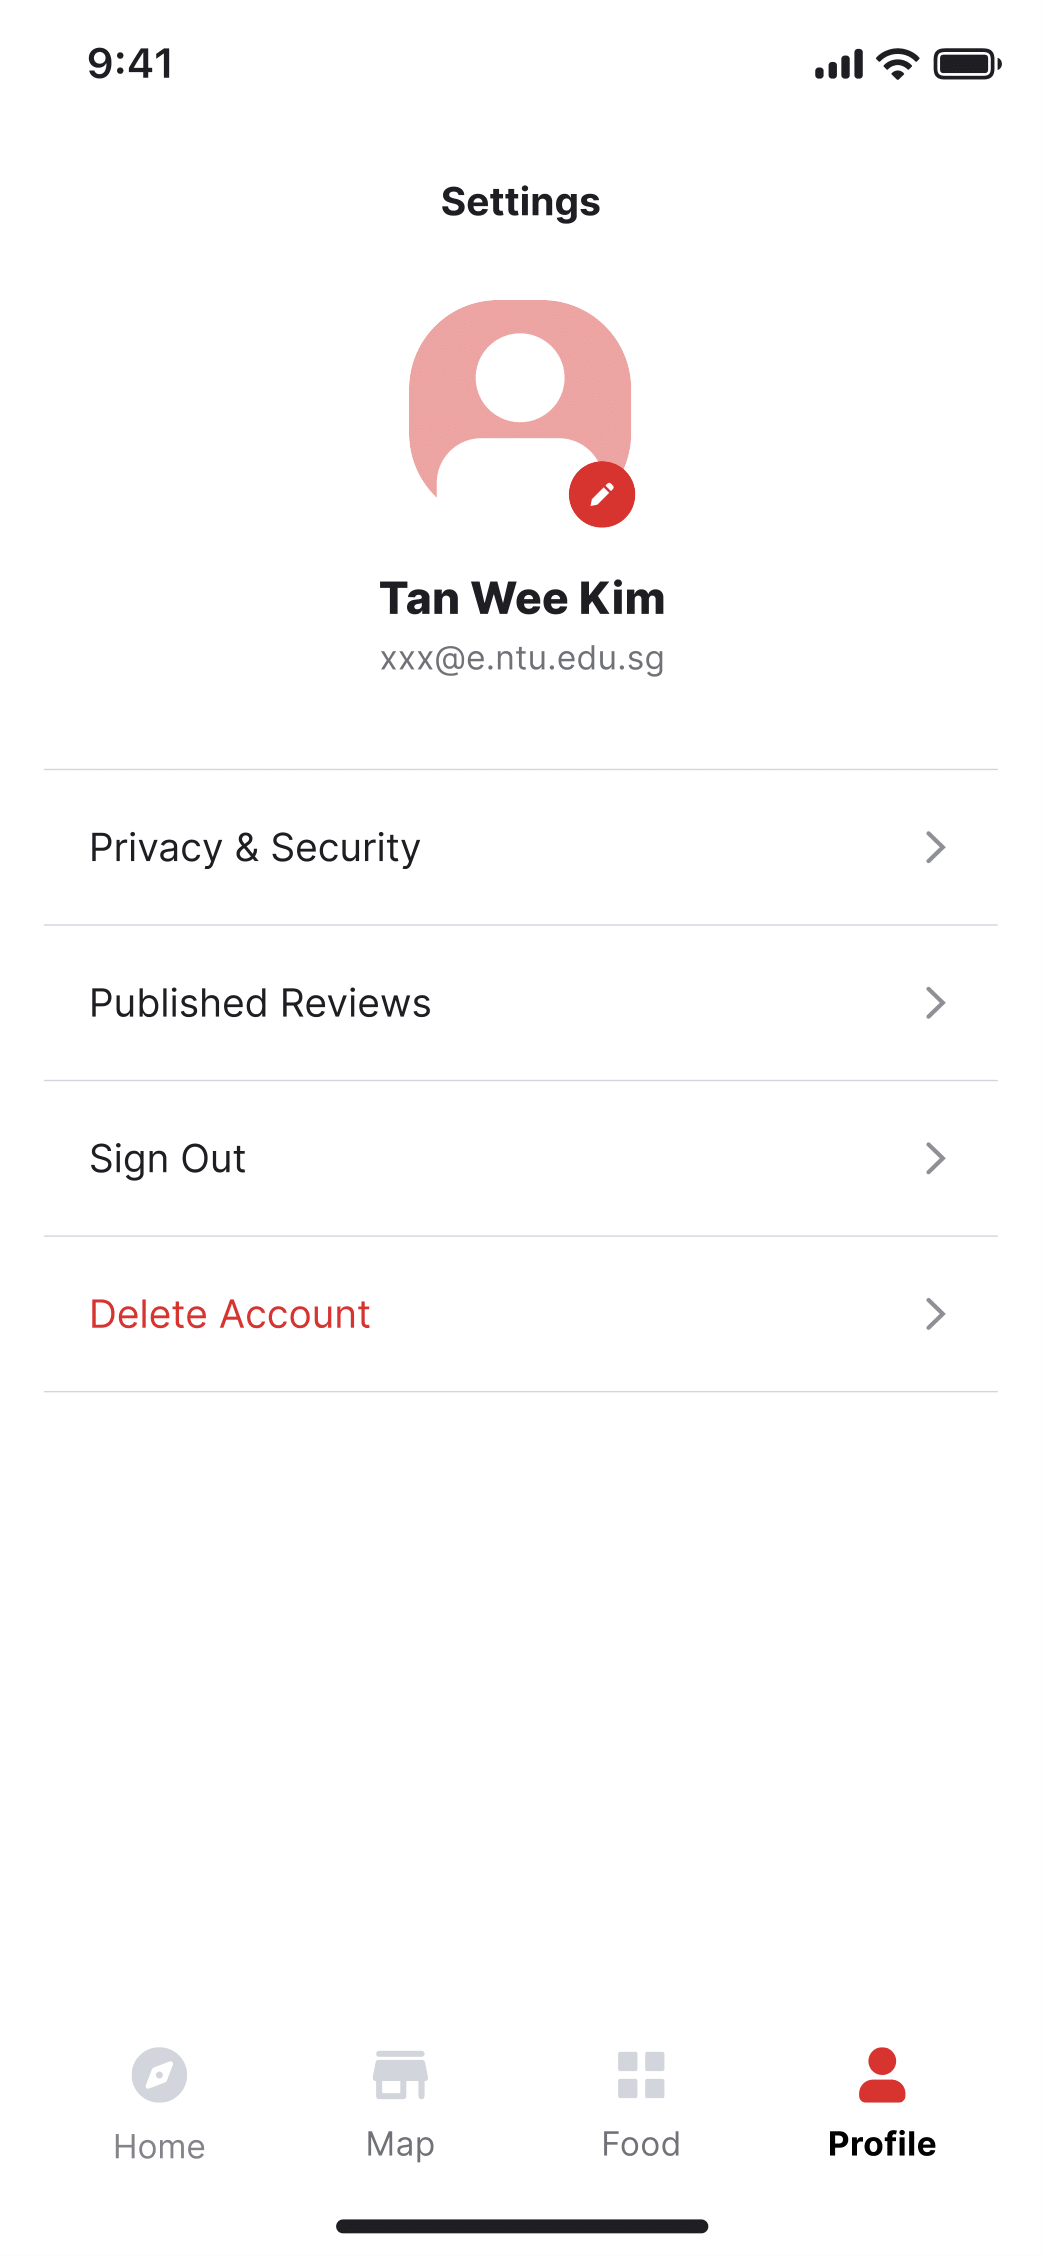 9:41
Settings
Tan Wee Kim
xxx@e.ntu.edu.sg
Privacy & Security
Published Reviews
Sign Out
Delete Account
Home
Map
Food
Profile